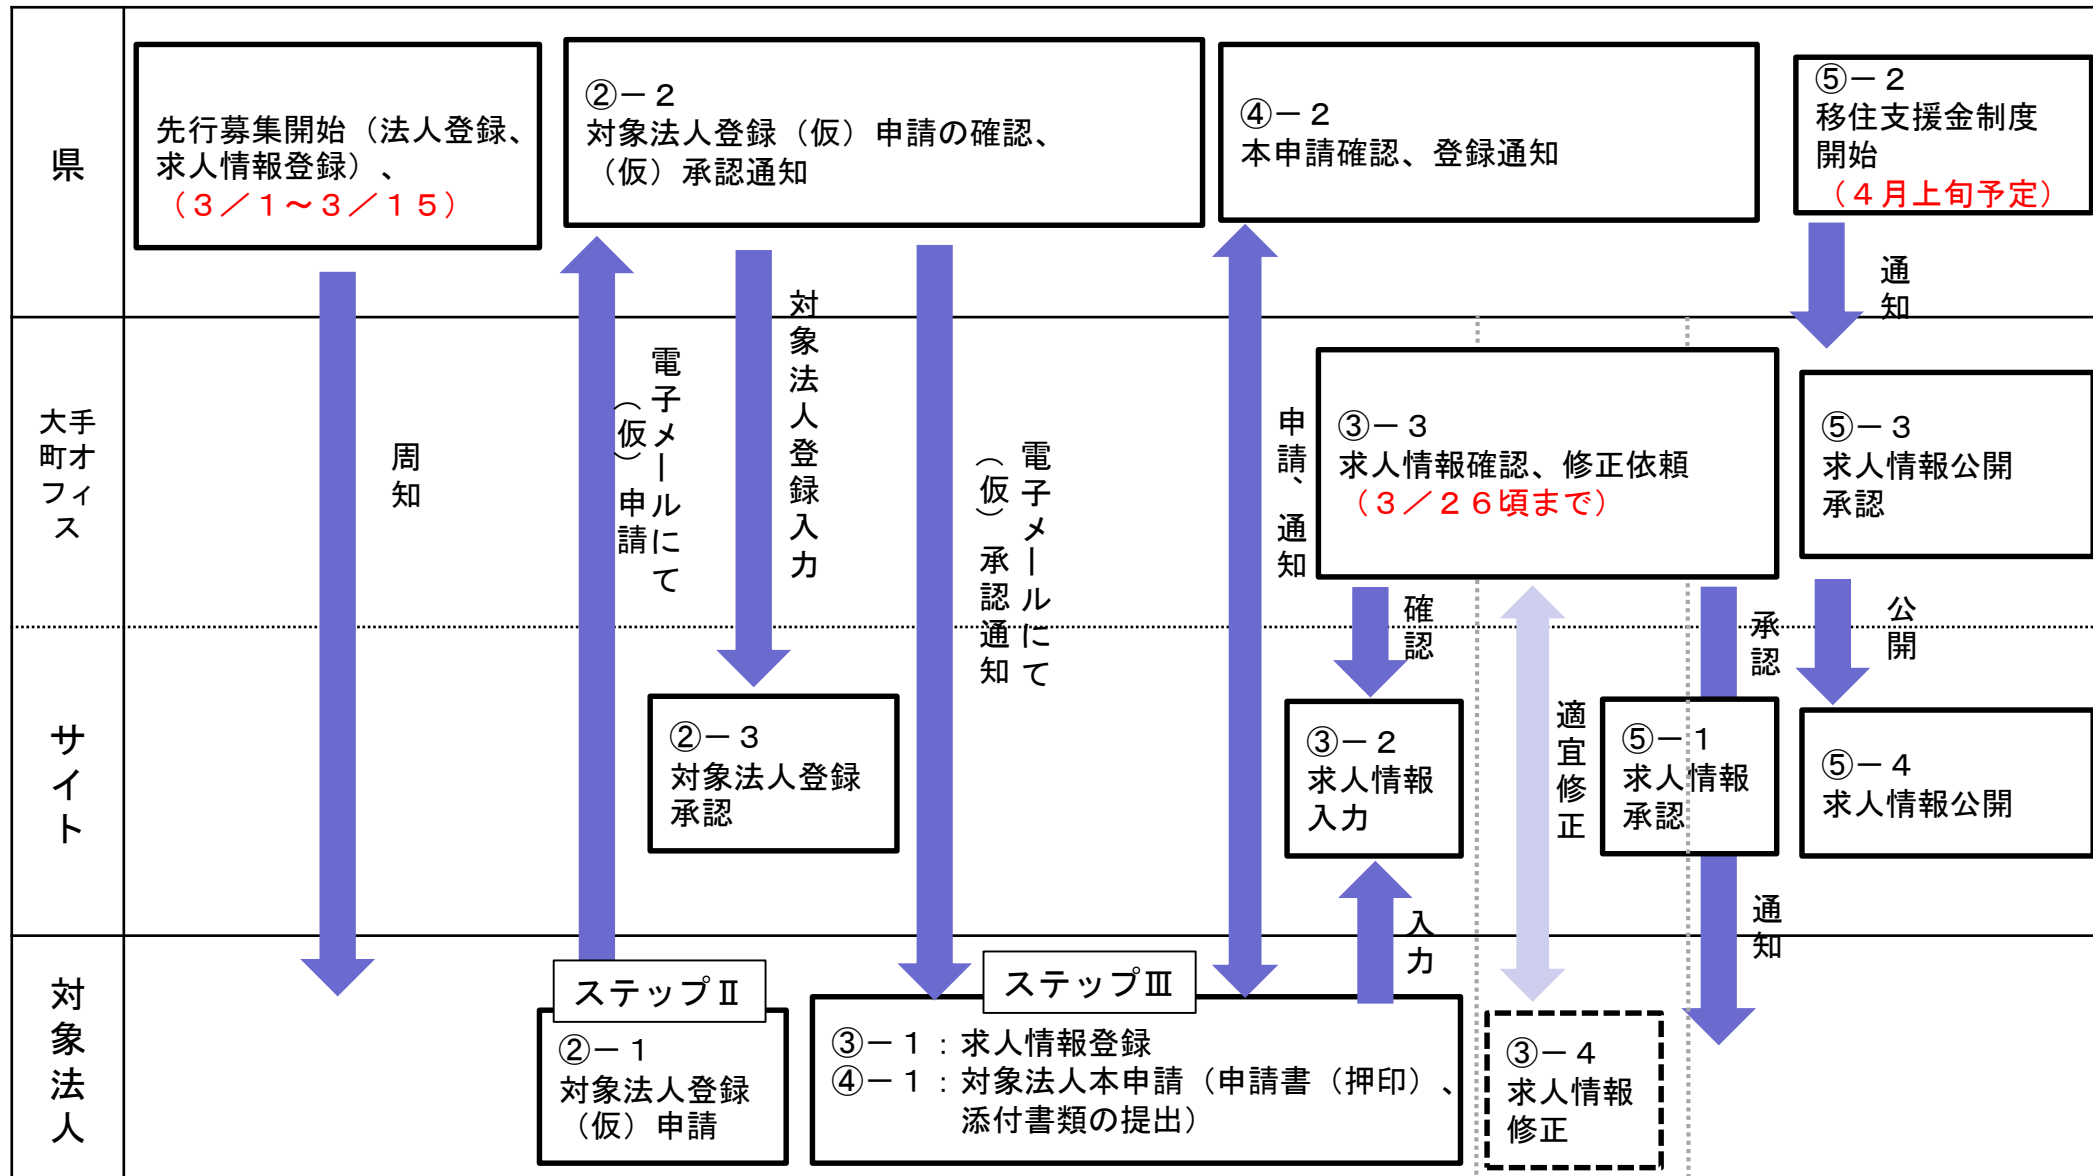 県
先行募集開始（法人登録、
求人情報登録）、
（３／１～３／１５）
②－２
対象法人登録（仮）申請の確認、
（仮）承認通知
④－２
本申請確認、登録通知
⑤－２
移住支援金制度
開始
（４月上旬予定）
通知
大手
町オ
フィ
ス
周知
電子メールにて
（仮）申請
対象法人登録入力
電子メールにて
（仮）承認通知
申請、通知
③－３
求人情報確認、修正依頼
（３／２６頃まで）
⑤－３
求人情報公開
承認
確認
承認
公開
サイト
②－３
対象法人登録
承認
③－２
求人情報
入力
適宜修正
⑤－１
求人情報
承認
⑤－４
求人情報公開
入力
通知
対象法人
ステップⅡ
②－１
対象法人登録
（仮）申請
ステップⅢ
③－１：求人情報登録
④－１：対象法人本申請（申請書（押印）、
添付書類の提出）
③－４
求人情報
修正